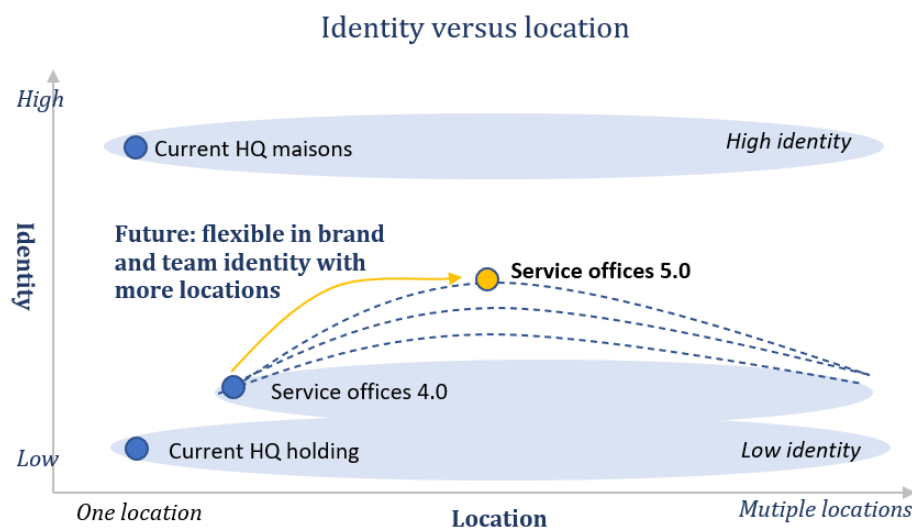 Identity versus location
High
Current HQ maisons
High identity
Identity
Future: flexible in brand
and team identity with
more locations
Service offices 5.0
Service offices 4.0
Current HQ holding
Low identity
Low
One location
Location
Mutiple locations